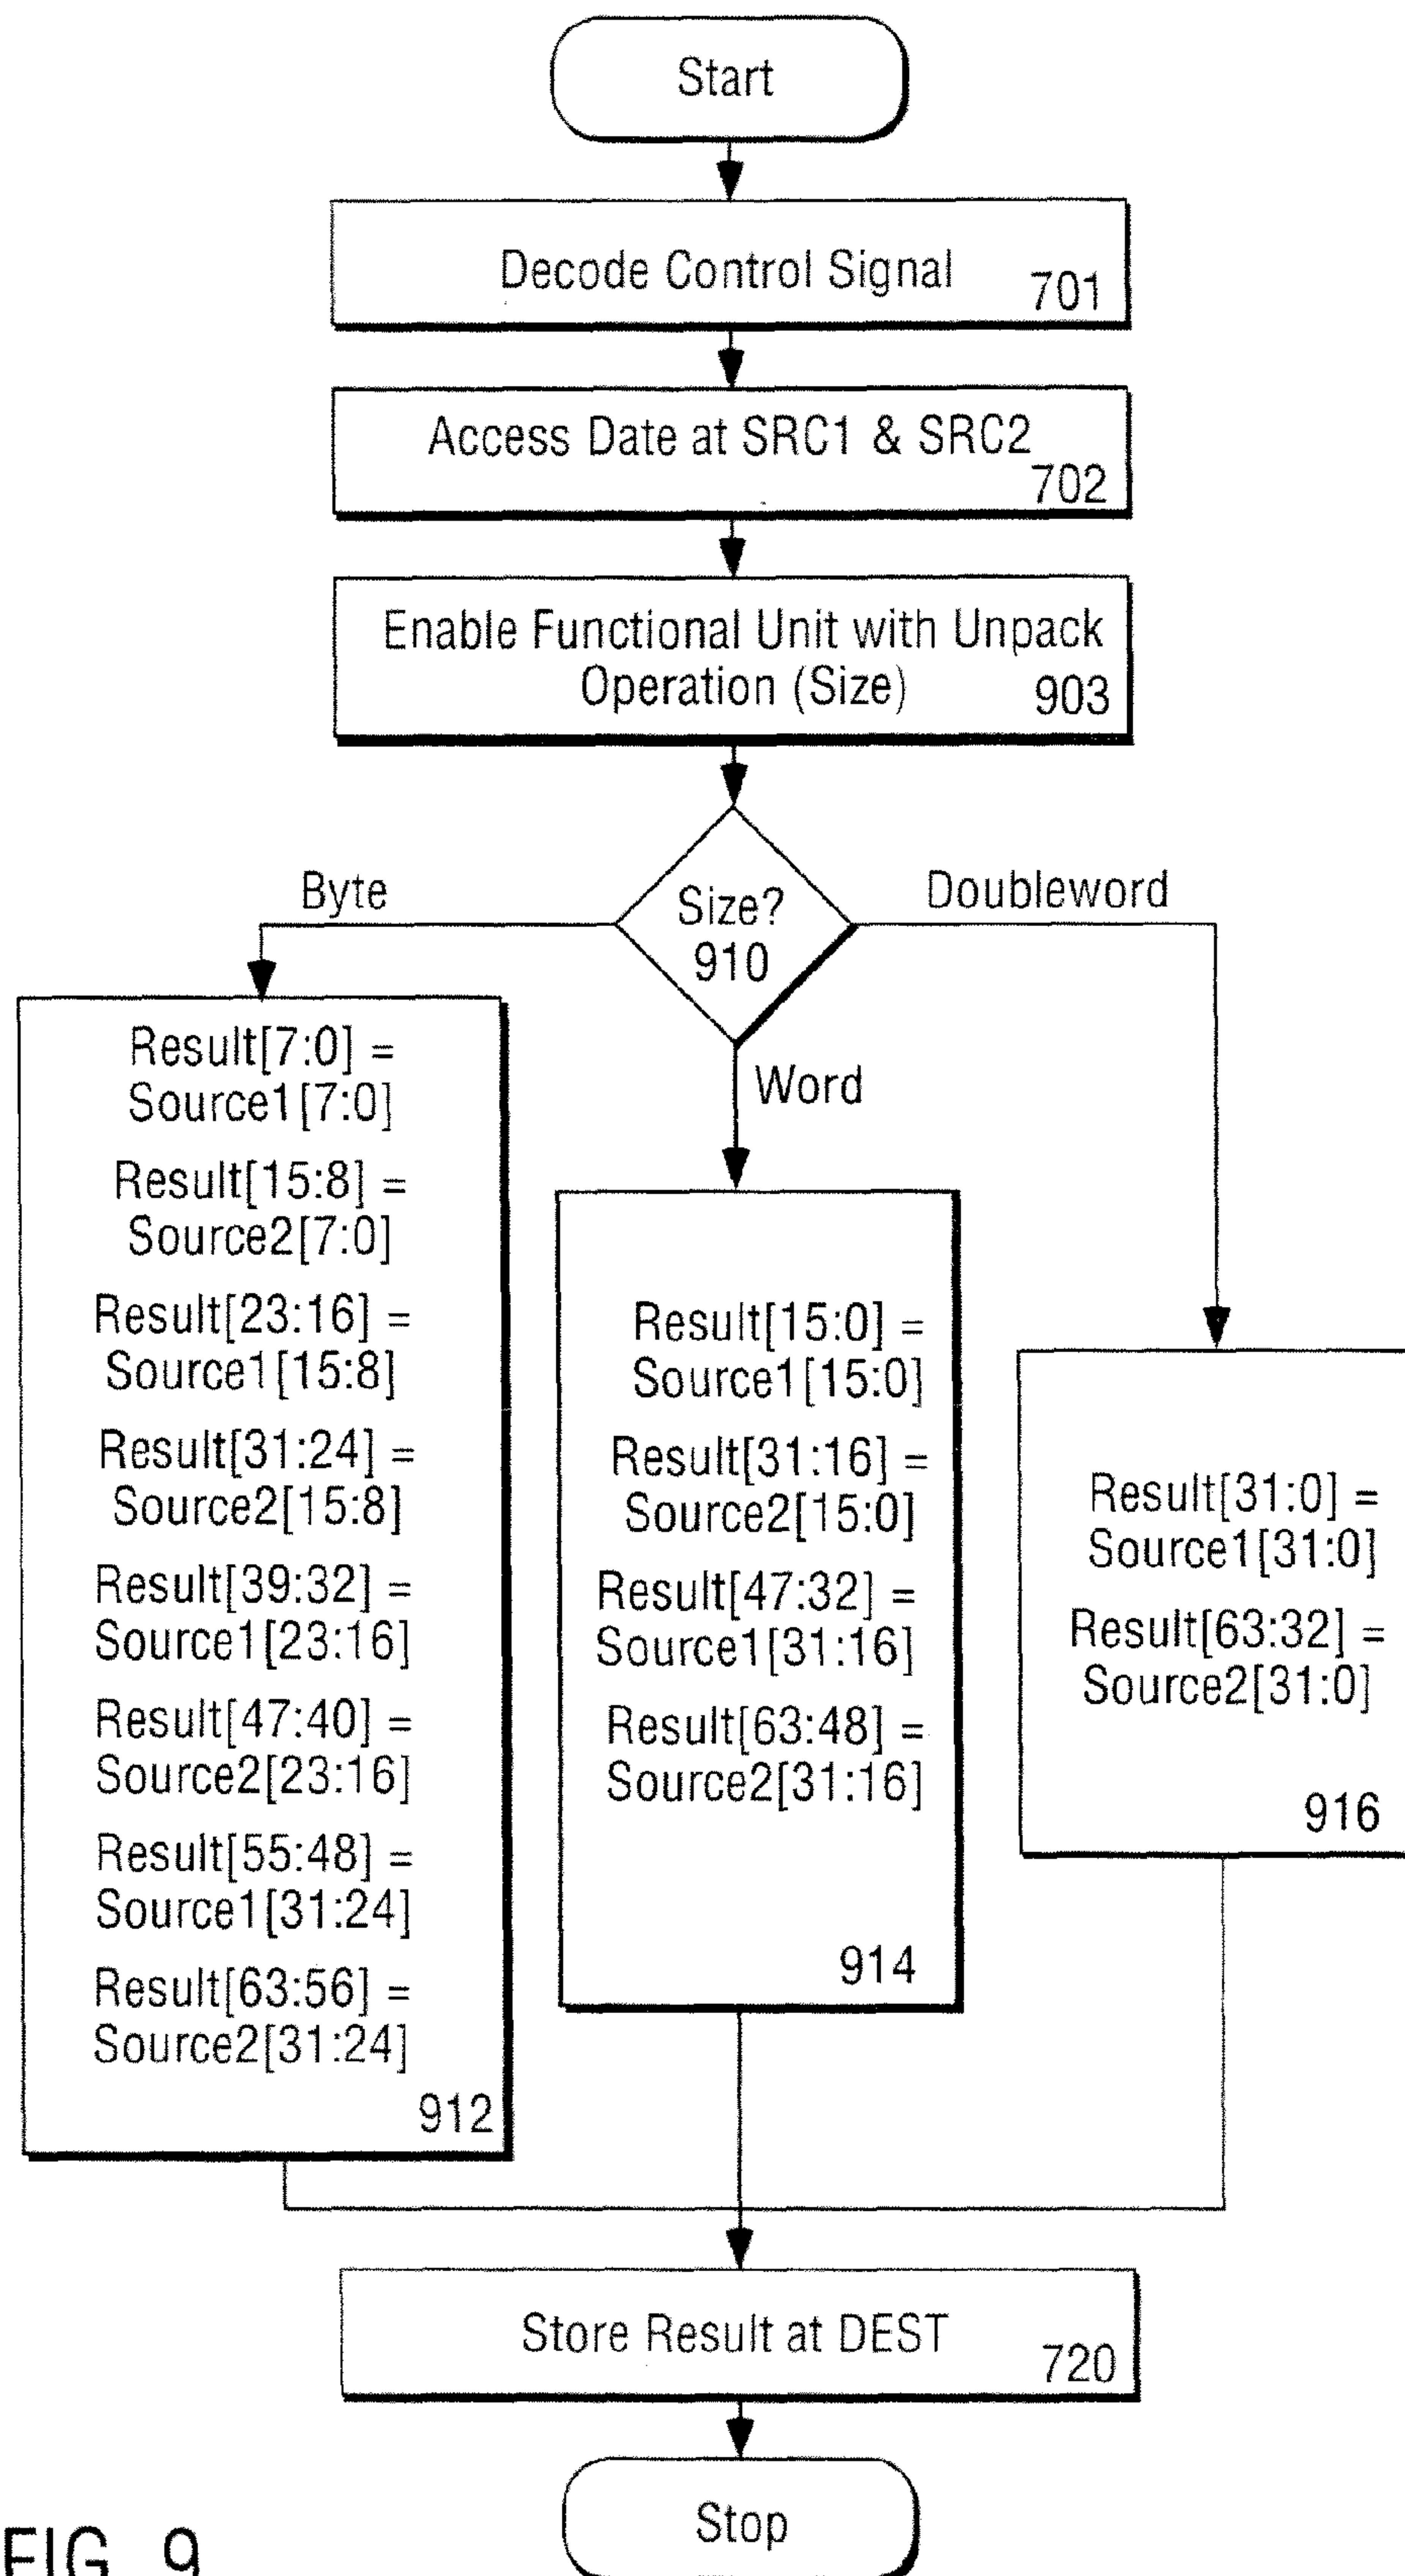 Start
Decode Control Signal
701
Access Date at SRC1 & SRC2
702
Enable Functional Unit with Unpack
Operation (Size)
903
Byte
Size?
910
Doubleword
Word
Result[7:0] =
Source1[7:0]
Result[15:8] =
Source2[7:0]
Result[23:16] =
Source1[15:8]
Result[31:24] =
Source2[15:8]
Result[39:32] =
Source1[23:16]
Result[47:40] =
Source2[23:16]
Result[55:48] =
Source1[31:24]
Result[63:56] =
Source2[31:24]
912
Result[15:0] =
Source1[15:0]
Result[31:16] =
Source2[15:0]
Result[47:32] =
Source1[31:16]
Result[63:48] =
Source2[31:16]
914
Result[31:0] =
Source1[31:0]
Result[63:32] =
Source2[31:0]
916
Store Result at DEST
720
Stop
FIG. 9